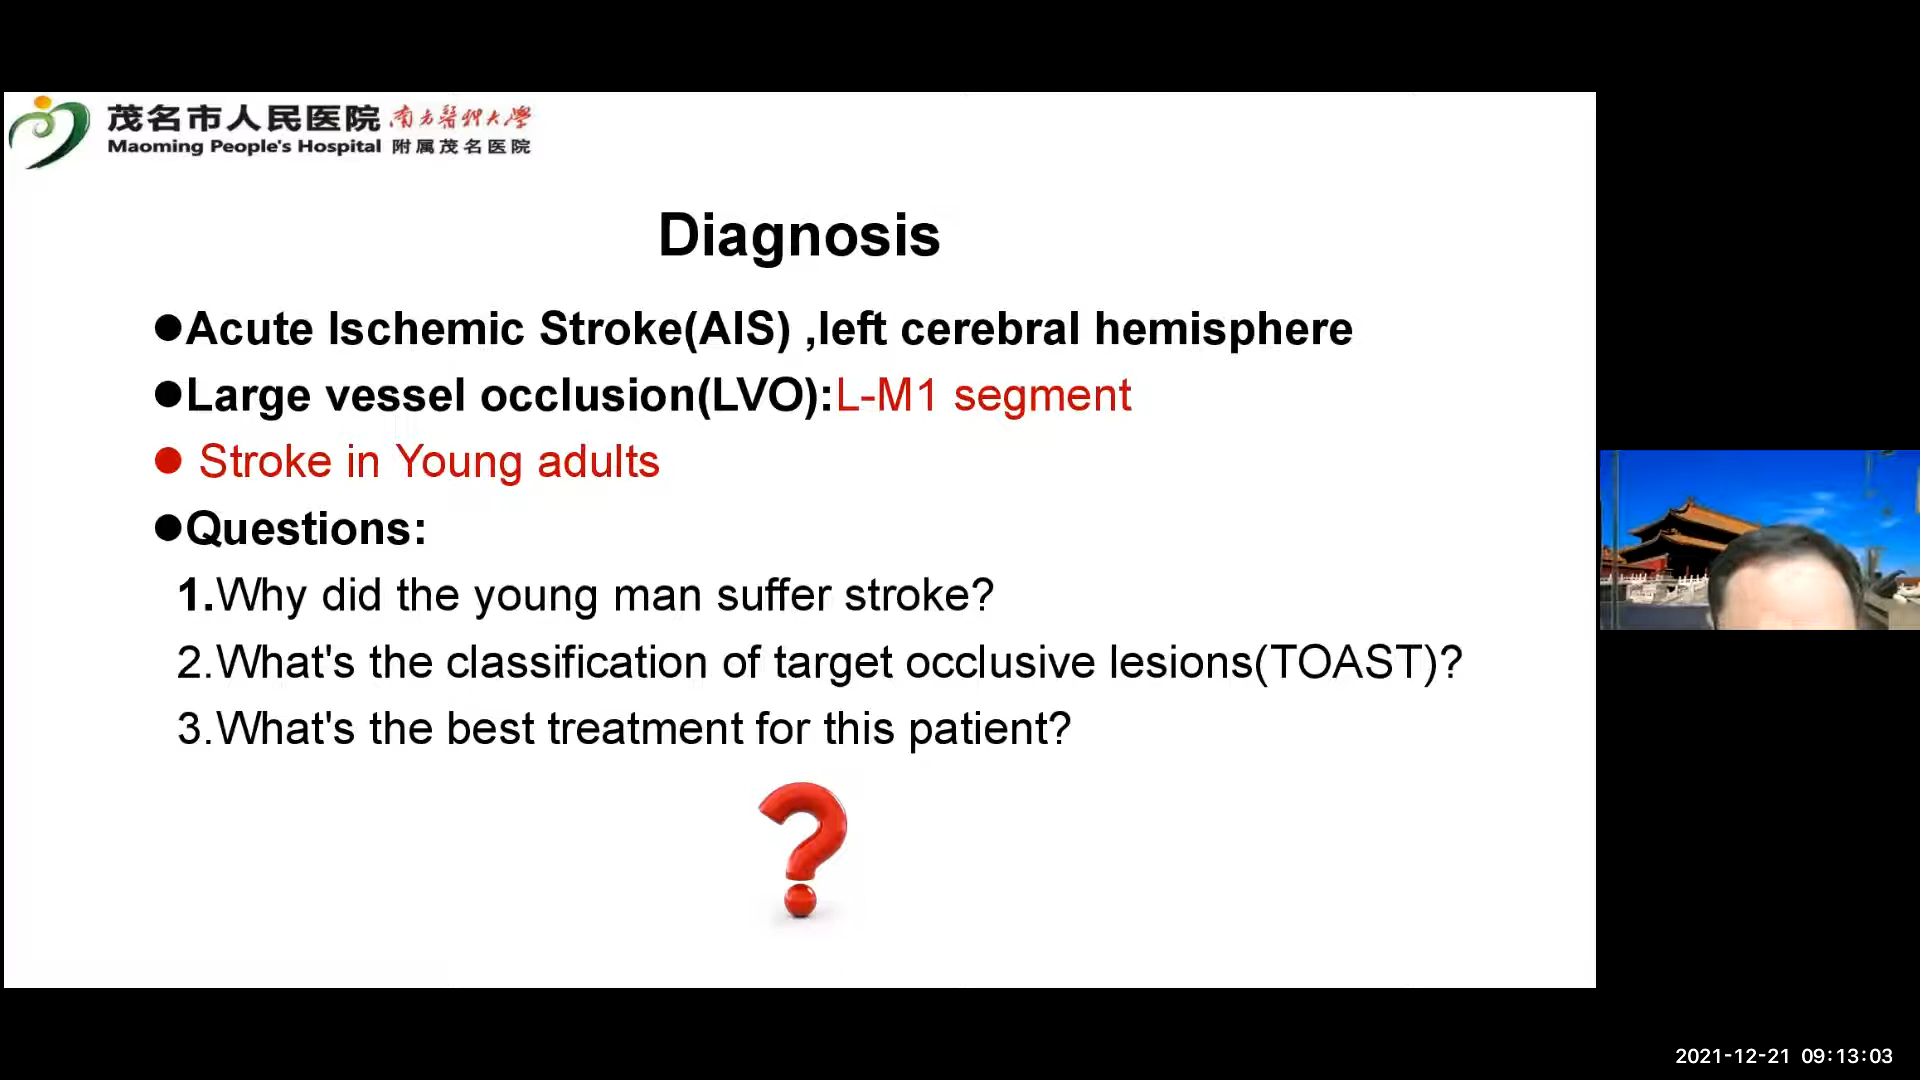 茂名市人民医院 南方醫科大學
Maoming People's Hospital 附属茂名医院
Diagnosis
●Acute Ischemic Stroke(AIS) ,left cerebral hemisphere
●Large vessel occlusion(LVO):L-M1 segment
● Stroke in Young adults
●Questions:
1.Why did the young man suffer stroke?
2.What's the classification of target occlusive lesions(TOAST)?
3.What's the best treatment for this patient?
2021-12-21 09:13:03